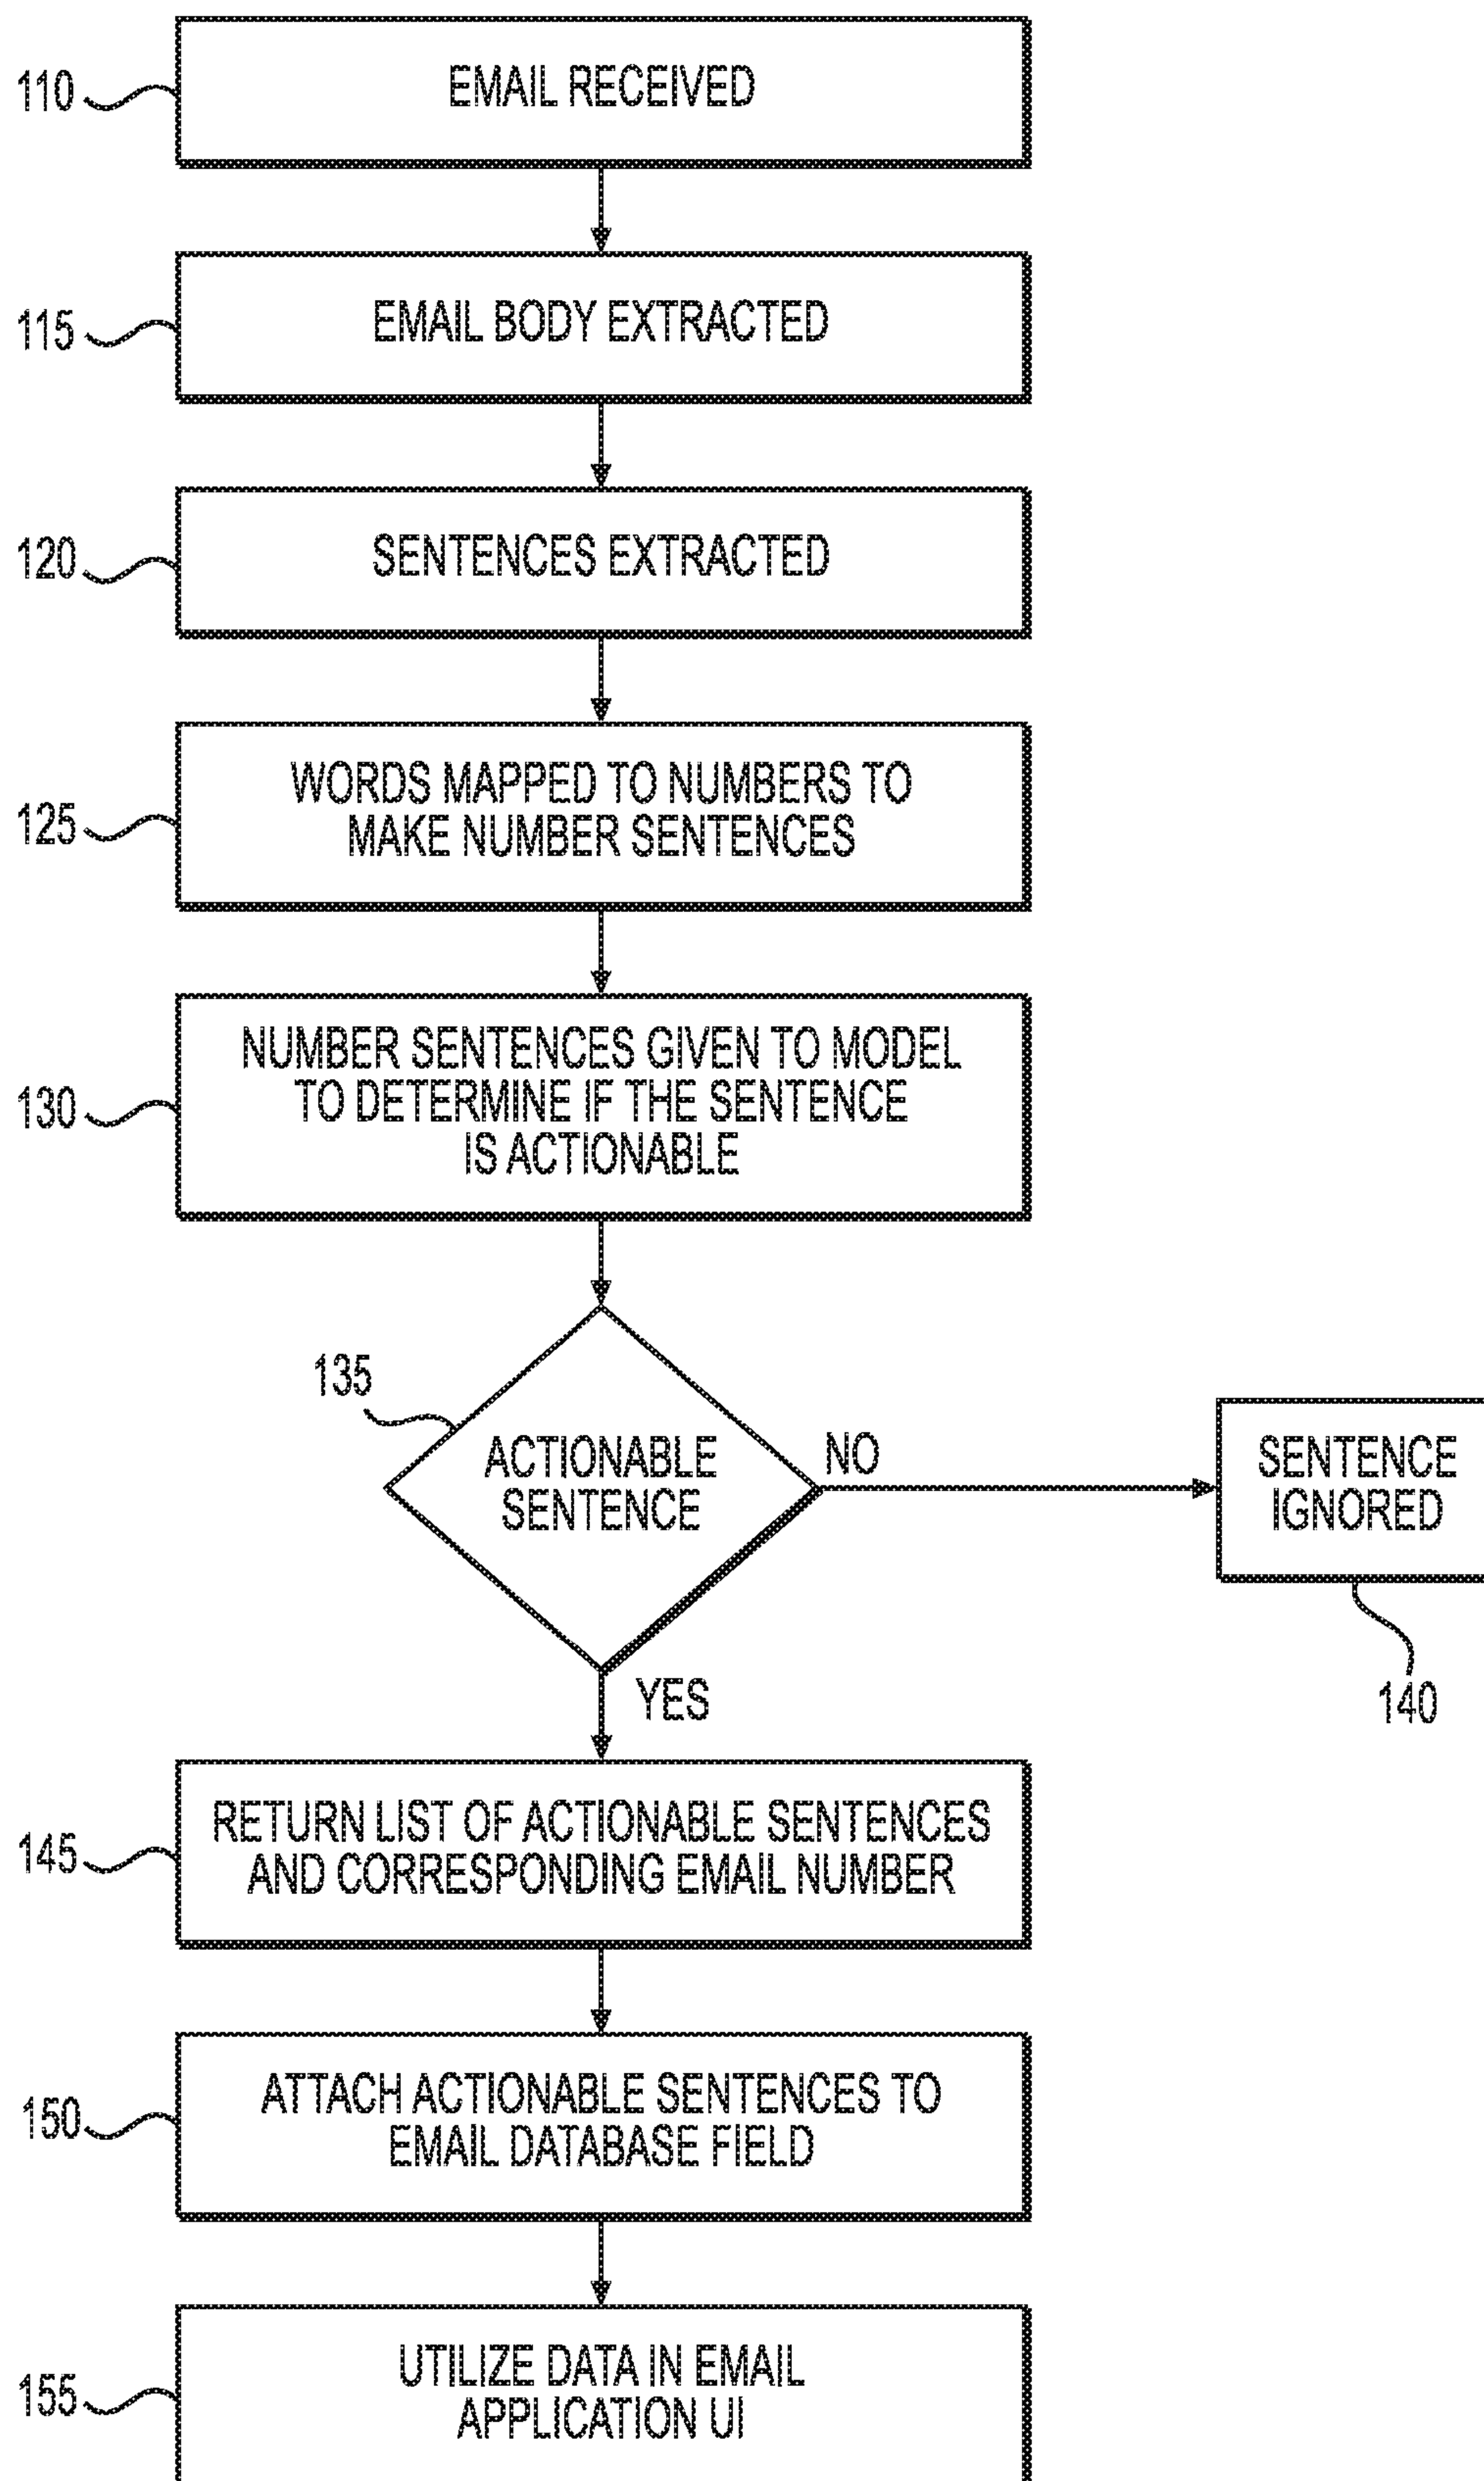 110
EMAIL RECEIVED
115
EMAIL BODY EXTRACTED
120
SENTENCES EXTRACTED
125
WORDS MAPPED TO NUMBERS TO
MAKE NUMBER SENTENCES
130
NUMBER SENTENCES GIVEN TO MODEL
TO DETERMINE IF THE SENTENCE
IS ACTIONABLE
135
ACTIONABLE
SENTENCE
NO
SENTENCE
IGNORED
140
YES
145
RETURN LIST OF ACTIONABLE SENTENCES
AND CORRESPONDING EMAIL NUMBER
150
ATTACH ACTIONABLE SENTENCES TO
EMAIL DATABASE FIELD
155
UTILIZE DATA IN EMAIL
APPLICATION UI